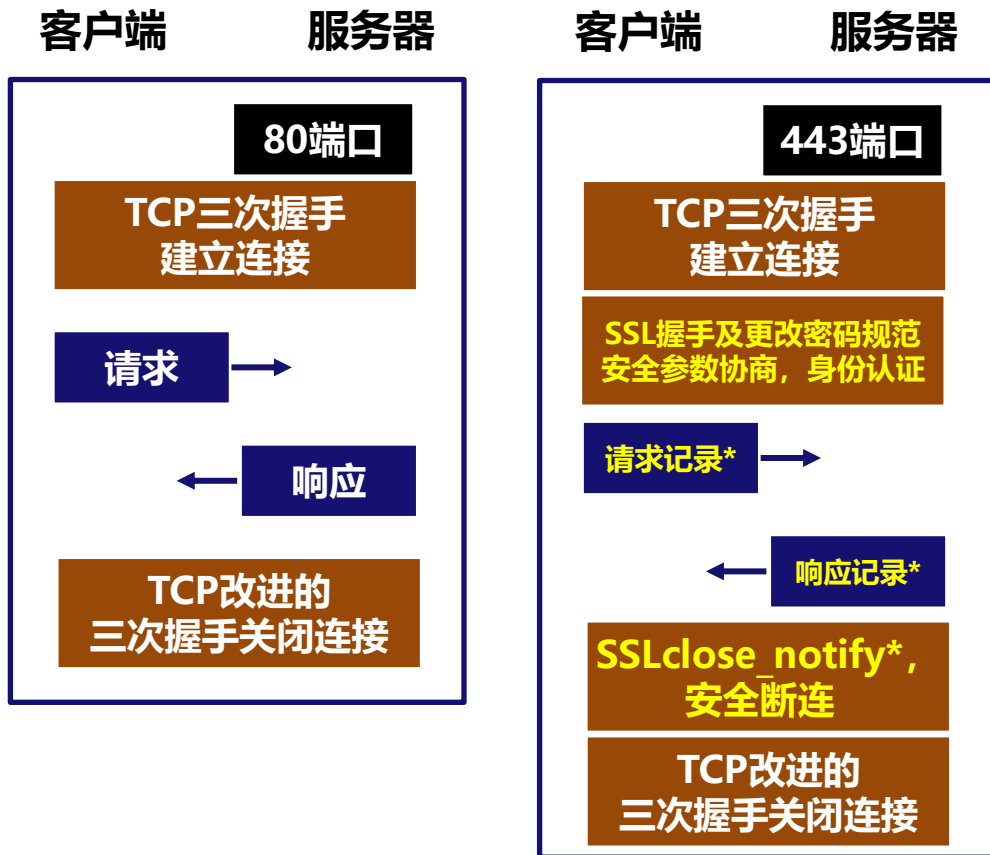 客户端
服务器
80端口
TCP三次握手
建立连接
请求
响应
TCP改进的
三次握手关闭连接
客户端
服务器
443端口
TCP三次握手
建立连接
SSL握手及更改密码规范
安全参数协商，身份认证
请求记录*
响应记录*
SSLclose_notify*，
安全断连
TCP改进的
三次握手关闭连接